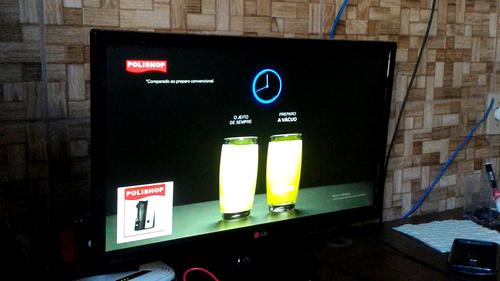 POLISHOP
*Comparado ao preparo convencional.
O JEITO
DE SEMPRE
PREPARO
A VÁCUO
POLISHOP
LG